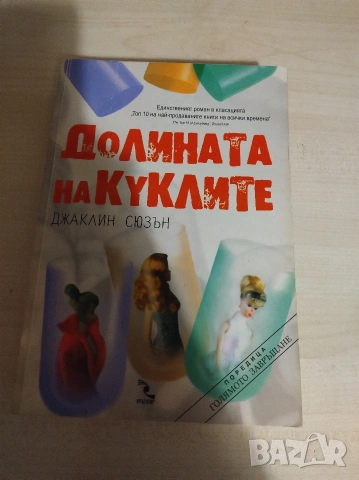 Единственият роман в класацията
„Топ 10 на най-продаваните книги на всички времена"
ДОЛИНАТА
НА КУКЛИТЕ
ДЖАКЛИН СЮЗЪН
ПОРЕДИЦА
ГОЛЯМОТО ЗАВРЪЩАНЕ
BAZAR